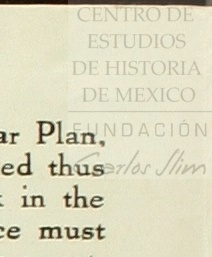 CENTRO DE
ESTUDIOS
DE HISTORIA
DE MEXICO
FUNDACIÓN
Carlos Slim
ar Plan,
ed thus
in the
ce must